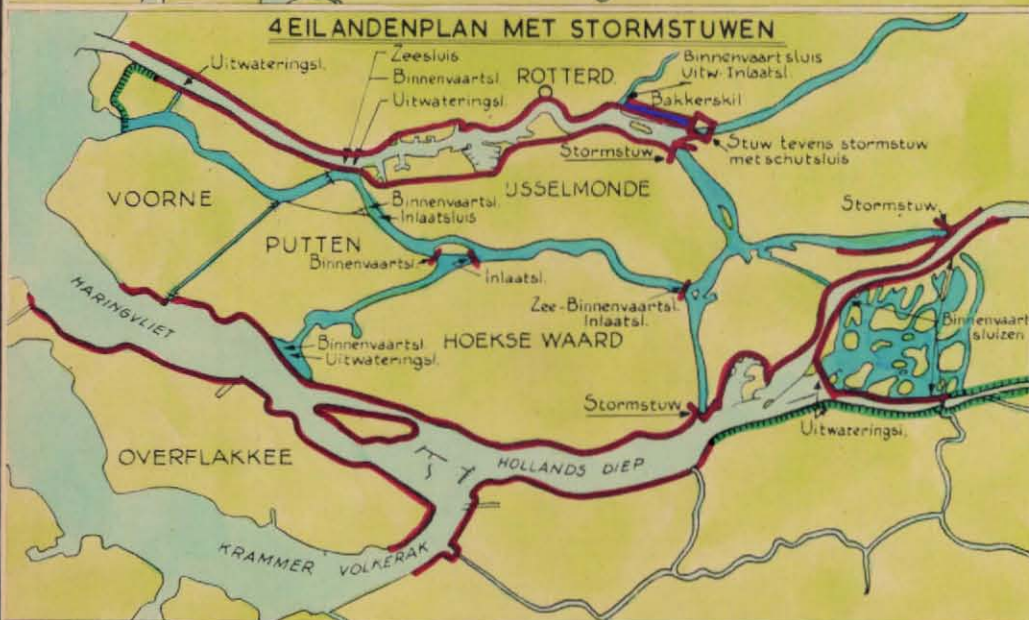 4 EILANDENPLAN MET STORMSTUWEN
Uitwateringsl.
Zeesluis
Binnenvaartsl.
Uitwateringsl.
ROTTERD.
Binnenvaart sluis
Uitw. Inlaatsl.
Bakkerskil
Stuw tevens stormstuw
met schutsluis
Stormstuw
VOORNE
IJSSELMONDE
Binnenvaartsl.
Inlaatsluis
Stormstuw.
PUTTEN
Binnenvaartsl.
Inlaatsl.
HARINGVLIET
Zee-Binnenvaartsl.
Inlaatsl.
Binnenvaart
sluizen
Binnenvaartsl.
Uitwateringsl.
HOEKSE WAARD
Stormstuw.
Uitwateringsl.
OVERFLAKKEE
HOLLANDS DIEP
KRAMMER VOLKERAK